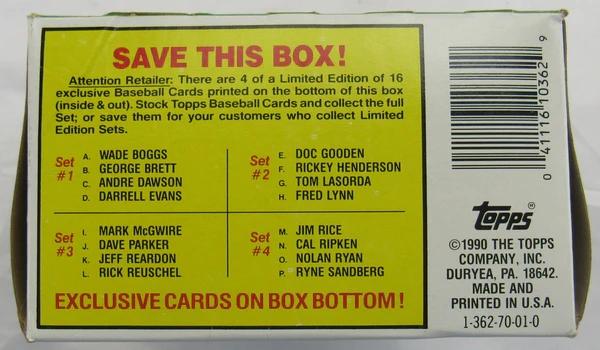 SAVE THIS BOX!
Attention Retailer: There are 4 of a Limited Edition of 16
exclusive Baseball Cards printed on the bottom of this box
(inside & out). Stock Topps Baseball Cards and collect the full
Set; or save them for your customers who collect Limited
Edition Sets.
Set #1
A. WADE BOGGS
B. GEORGE BRETT
C. ANDRE DAWSON
D. DARRELL EVANS
Set #2
E. DOC GOODEN
F. RICKEY HENDERSON
G. TOM LASORDA
H. FRED LYNN
Set #3
I. MARK McGWIRE
J. DAVE PARKER
K. JEFF REARDON
L. RICK REUSCHEL
Set #4
M. JIM RICE
N. CAL RIPKEN
O. NOLAN RYAN
P. RYNE SANDBERG
EXCLUSIVE CARDS ON BOX BOTTOM!
0 41116 10362 9
topps®
©1990 THE TOPPS
COMPANY, INC.
DURYEA, PA. 18642.
MADE AND
PRINTED IN U.S.A.
1-362-70-01-0